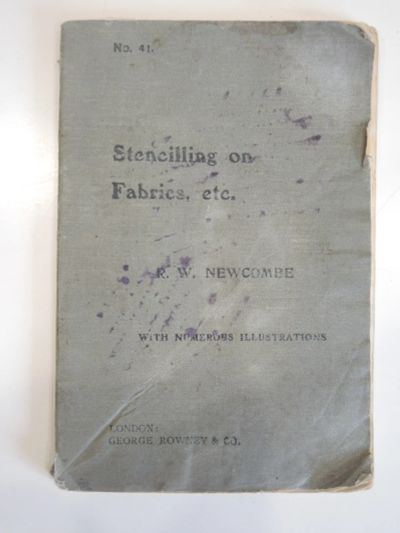 No. 41.
Stencilling on
Fabrics, etc.
R. W. NEWCOMBE
WITH NUMEROUS ILLUSTRATIONS
LONDON:
GEORGE ROWNEY & CO.